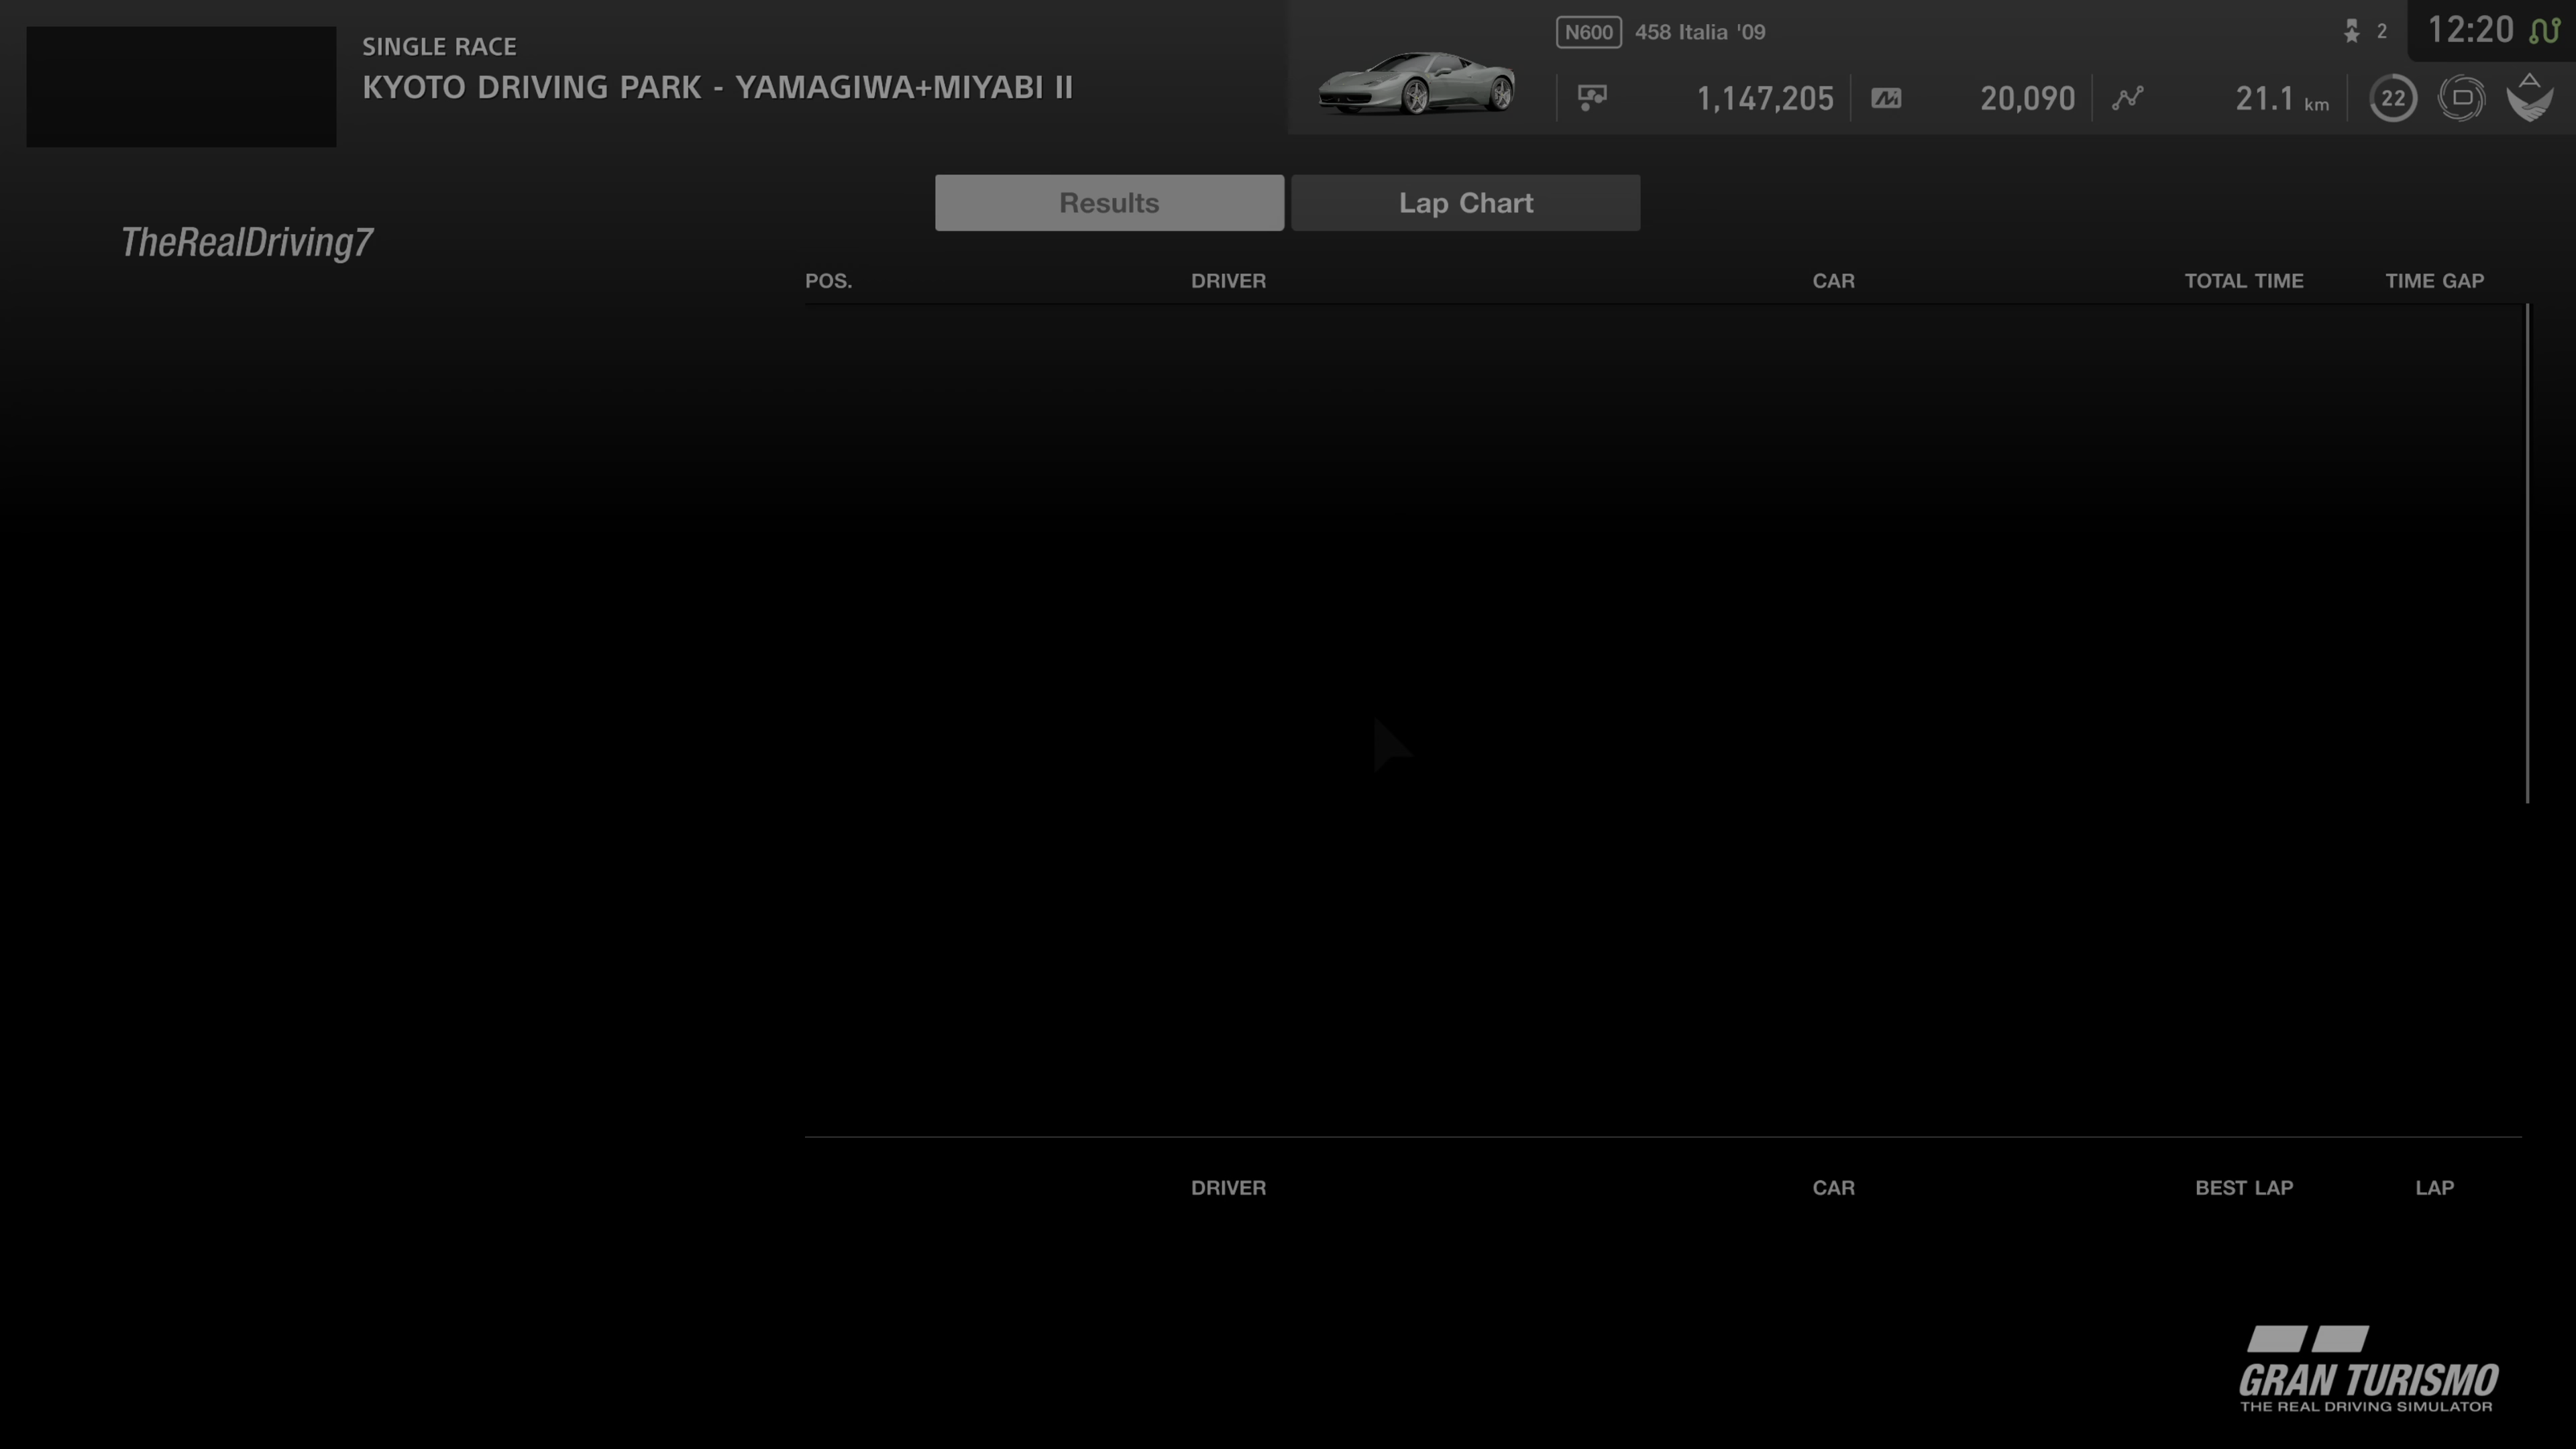 SINGLE RACE
KYOTO DRIVING PARK - YAMAGIWA+MIYABI II
N600 458 Italia '09
2 12:20
1,147,205 20,090 21.1 km 22 D A
Results Lap Chart
TheRealDriving7
POS. DRIVER CAR TOTAL TIME TIME GAP
DRIVER CAR BEST LAP LAP
GRAN TURISMO
THE REAL DRIVING SIMULATOR